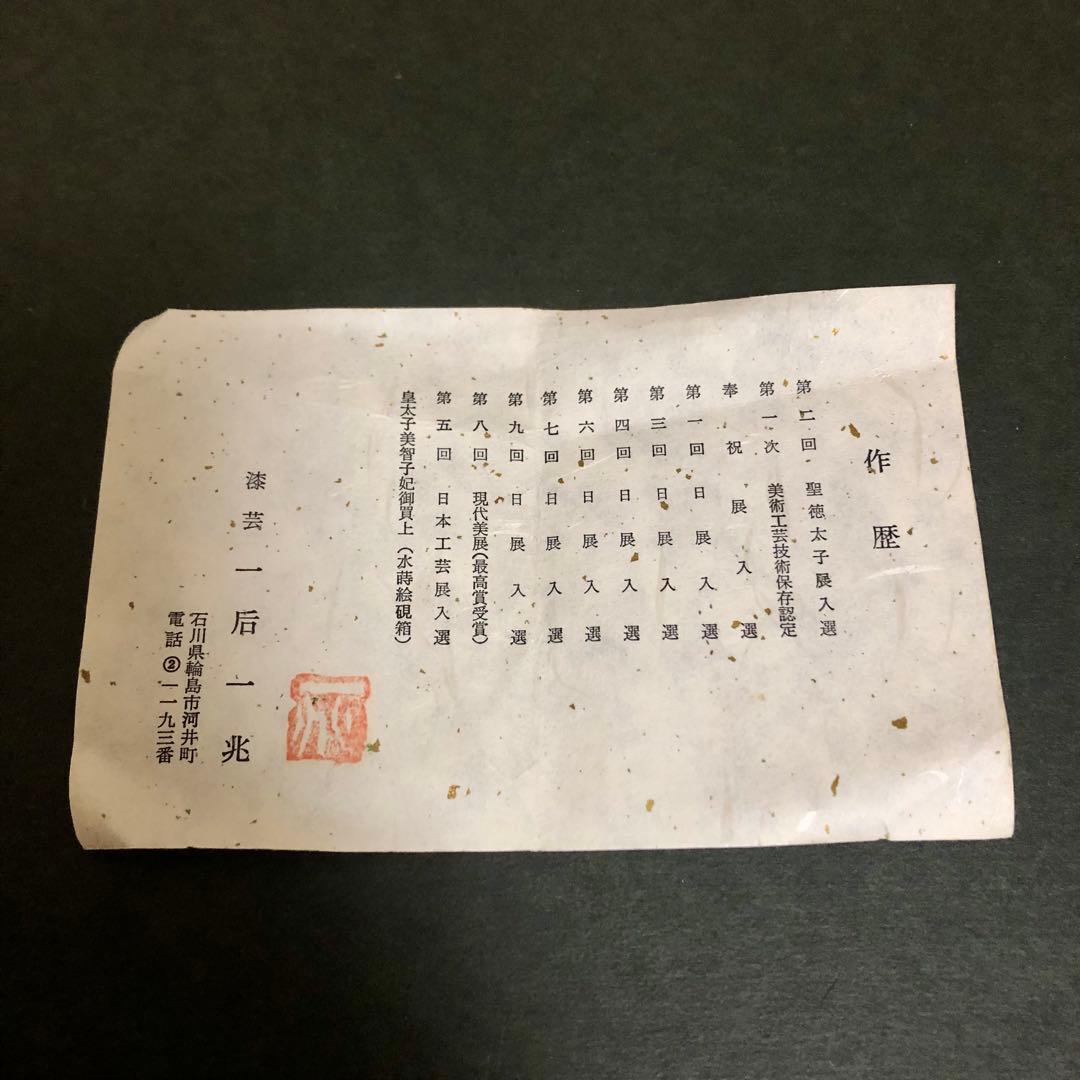 作歴
第二回 聖徳太子展入選
第一次 美術工芸技術保存認定
奉祝展入選
第一回日展入選
第三回日展入選
第四回日展入選
第六回日展入選
第七回日展入選
第九回日展入選
第八回 現代美展(最高賞受賞)
第五回 日本工芸展入選
皇太子美智子妃御買上(水蒔絵硯箱)
漆芸 一后一兆
石川県輪島市河井町
電話②一一九三番